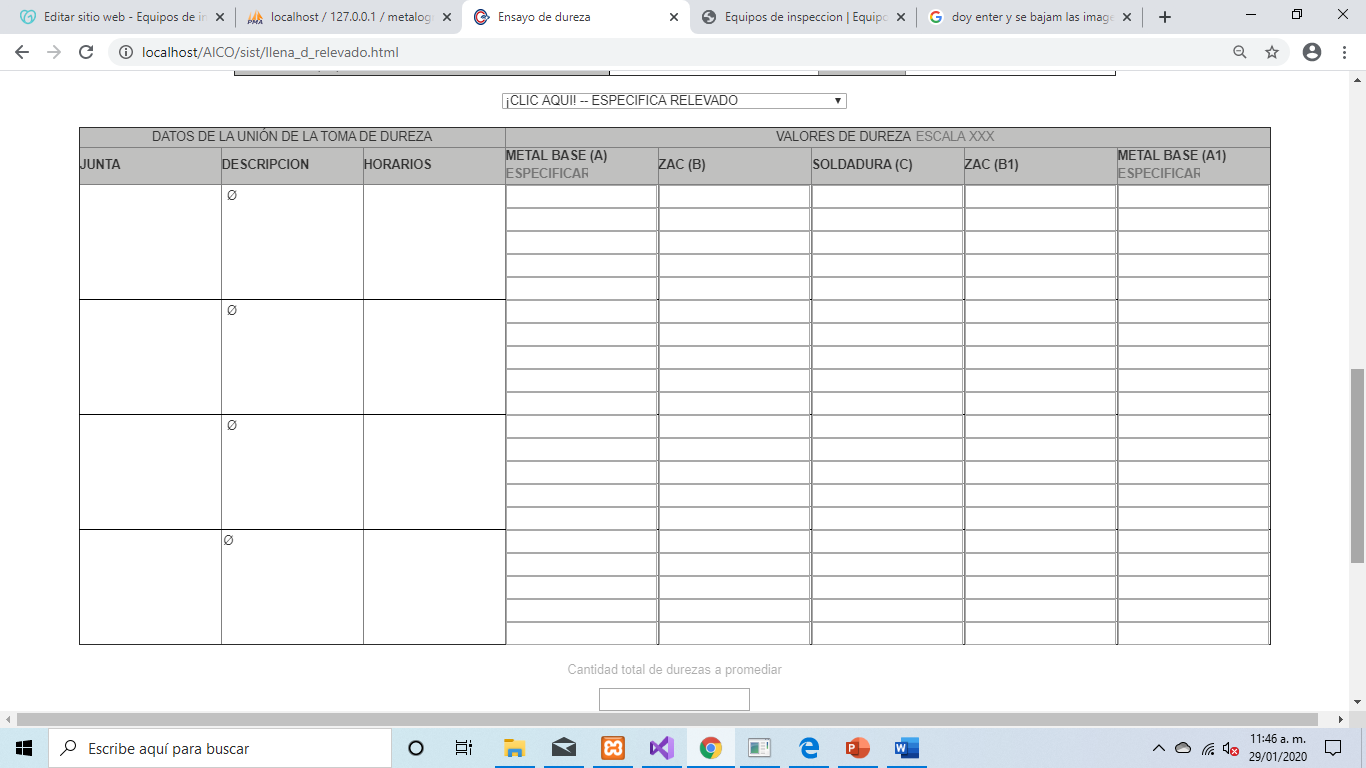 Editar sitio web - Equipos de in
localhost / 127.0.0.1 / metalog
Ensayo de dureza
Equipos de inspeccion | Equipo
doy enter y se bajam las image
localhost/AICO/sist/llena_d_relevado.html
¡CLIC AQUI! -- ESPECIFICA RELEVADO
DATOS DE LA UNIÓN DE LA TOMA DE DUREZA
VALORES DE DUREZA ESCALA XXX
JUNTA
DESCRIPCION
HORARIOS
METAL BASE (A)
ESPECIFICAR
ZAC (B)
SOLDADURA (C)
ZAC (B1)
METAL BASE (A1)
ESPECIFICAR
Ø
Ø
Ø
Ø
Cantidad total de durezas a promediar
Escribe aquí para buscar
11:46 a. m.
29/01/2020